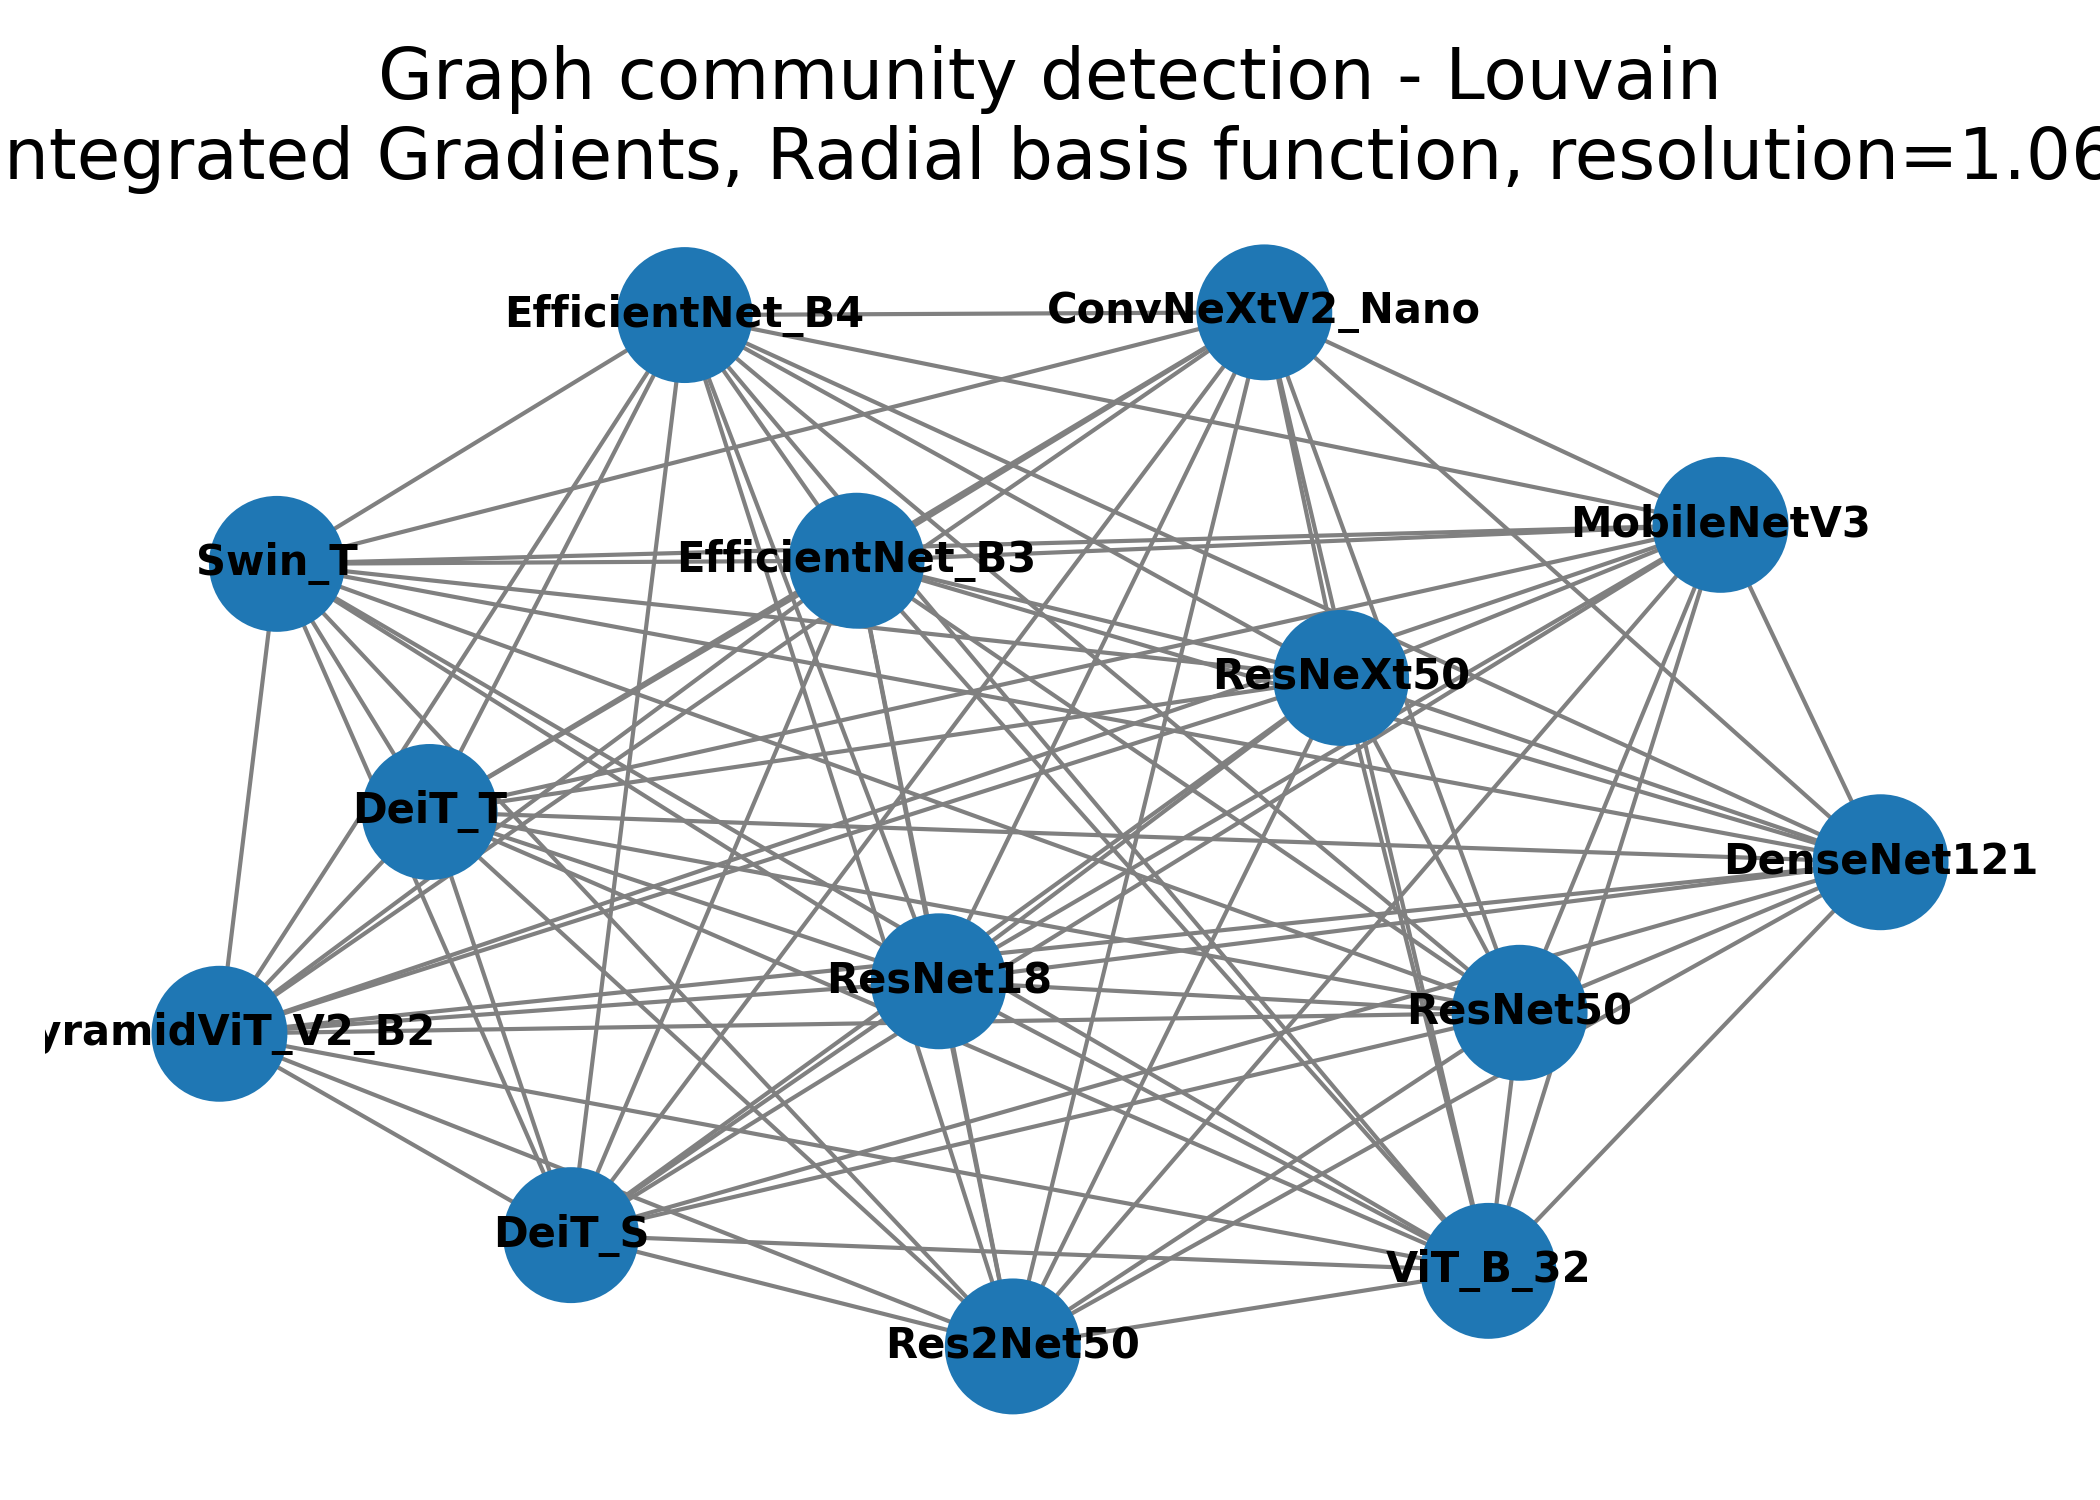 Graph community detection - Louvain
ntegrated Gradients, Radial basis function, resolution=1.06
EfficientNet_B4
ConvNeXtV2_Nano
MobileNetV3
Swin_T
EfficientNet_B3
ResNeXt50
DeiT_T
DenseNet121
ResNet18
ResNet50
yramidViT_V2_B2
DeiT_S
ViT_B_32
Res2Net50